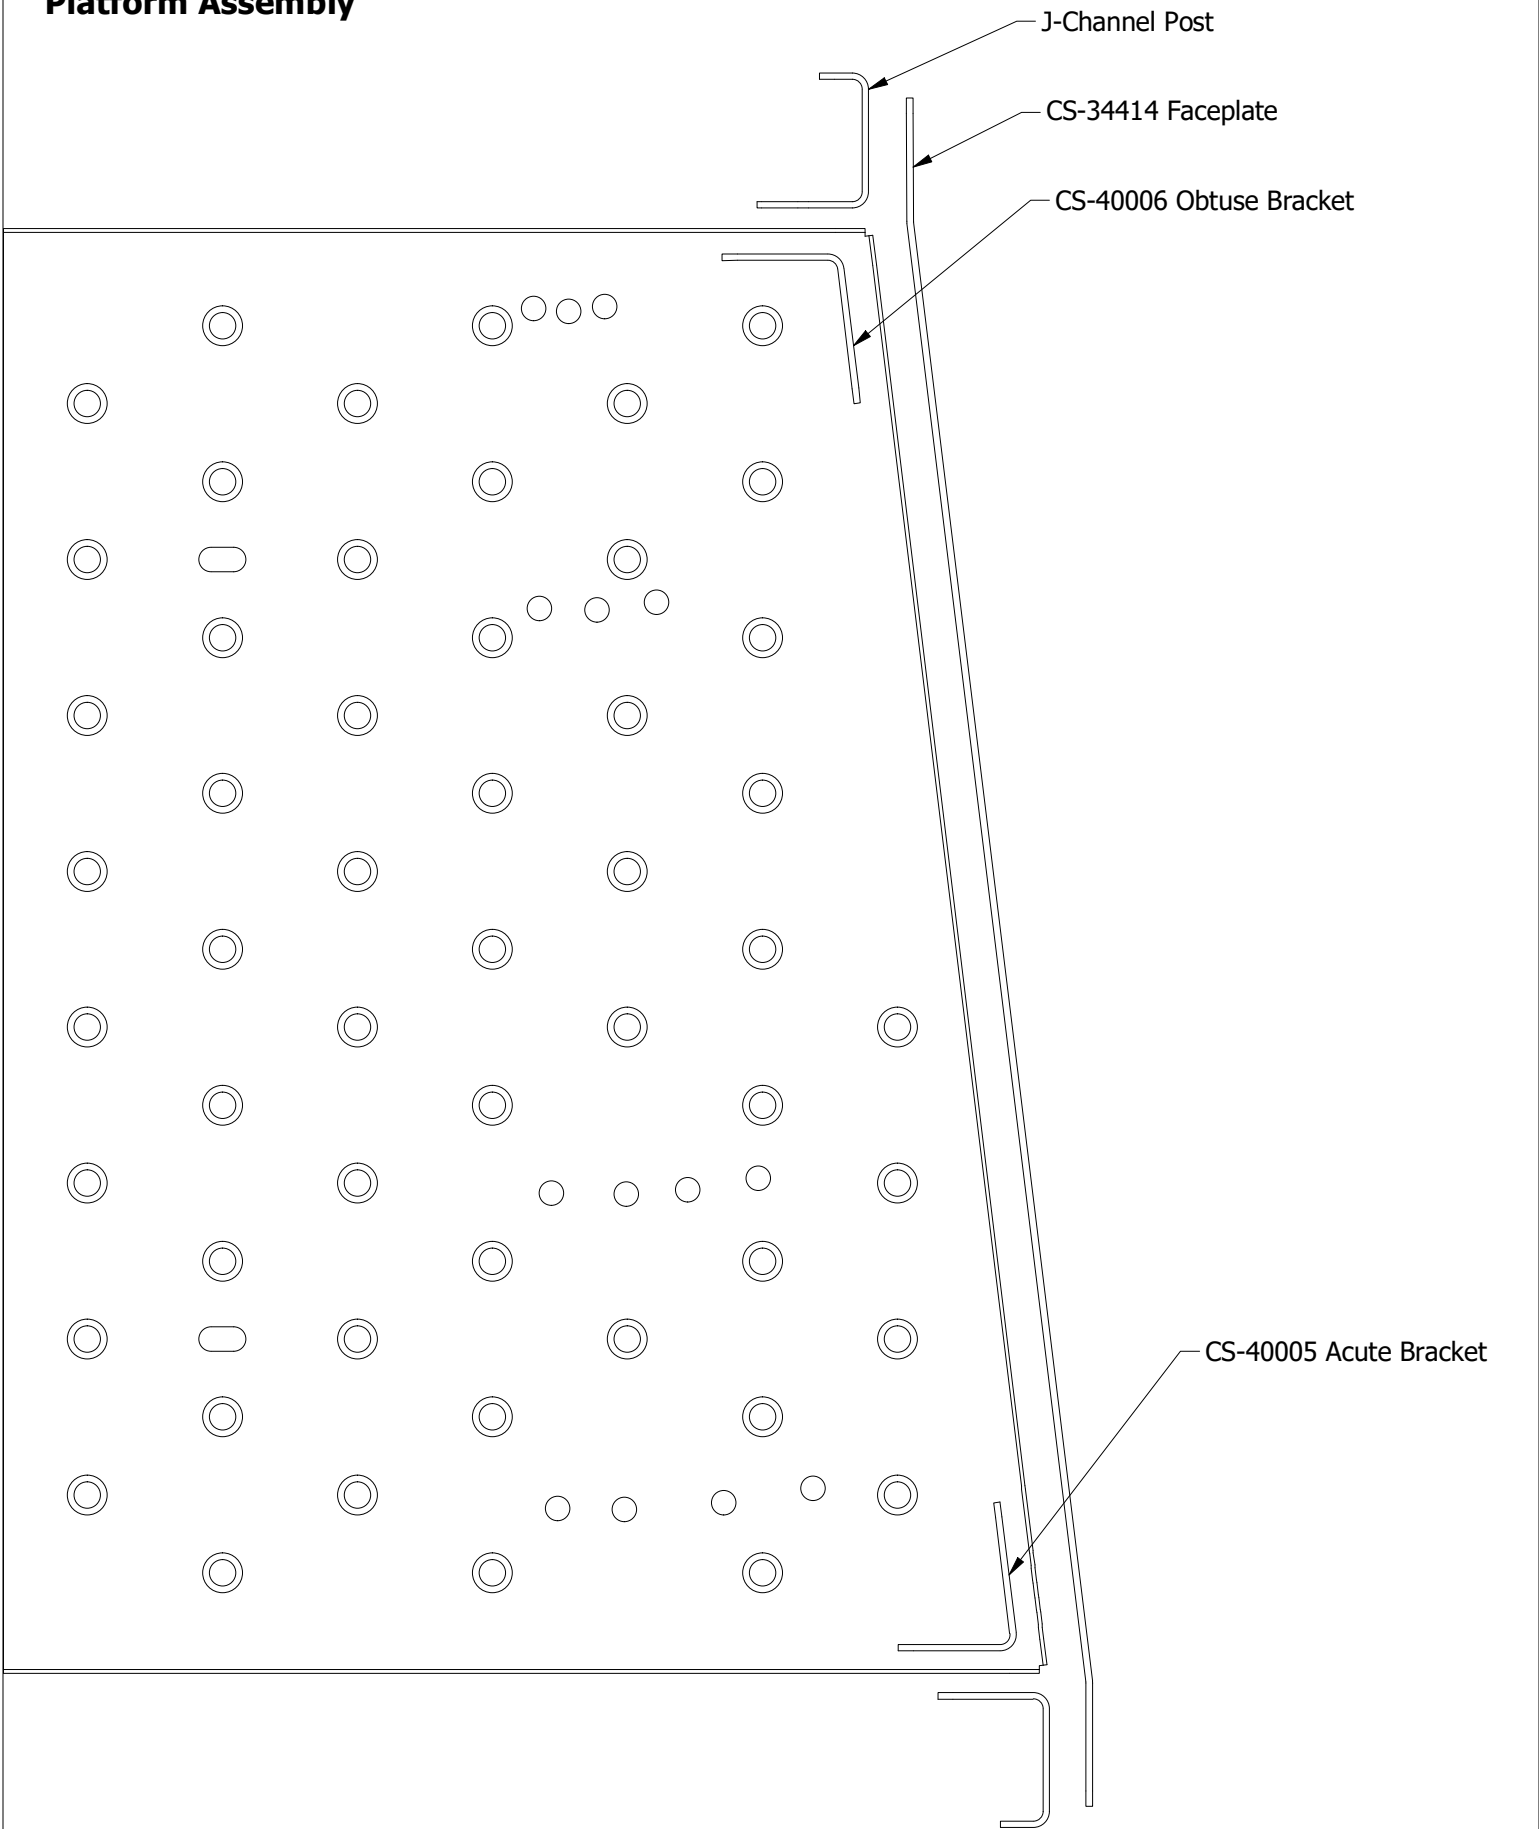 Platform Assembly
J-Channel Post
CS-34414 Faceplate
CS-40006 Obtuse Bracket
CS-40005 Acute Bracket